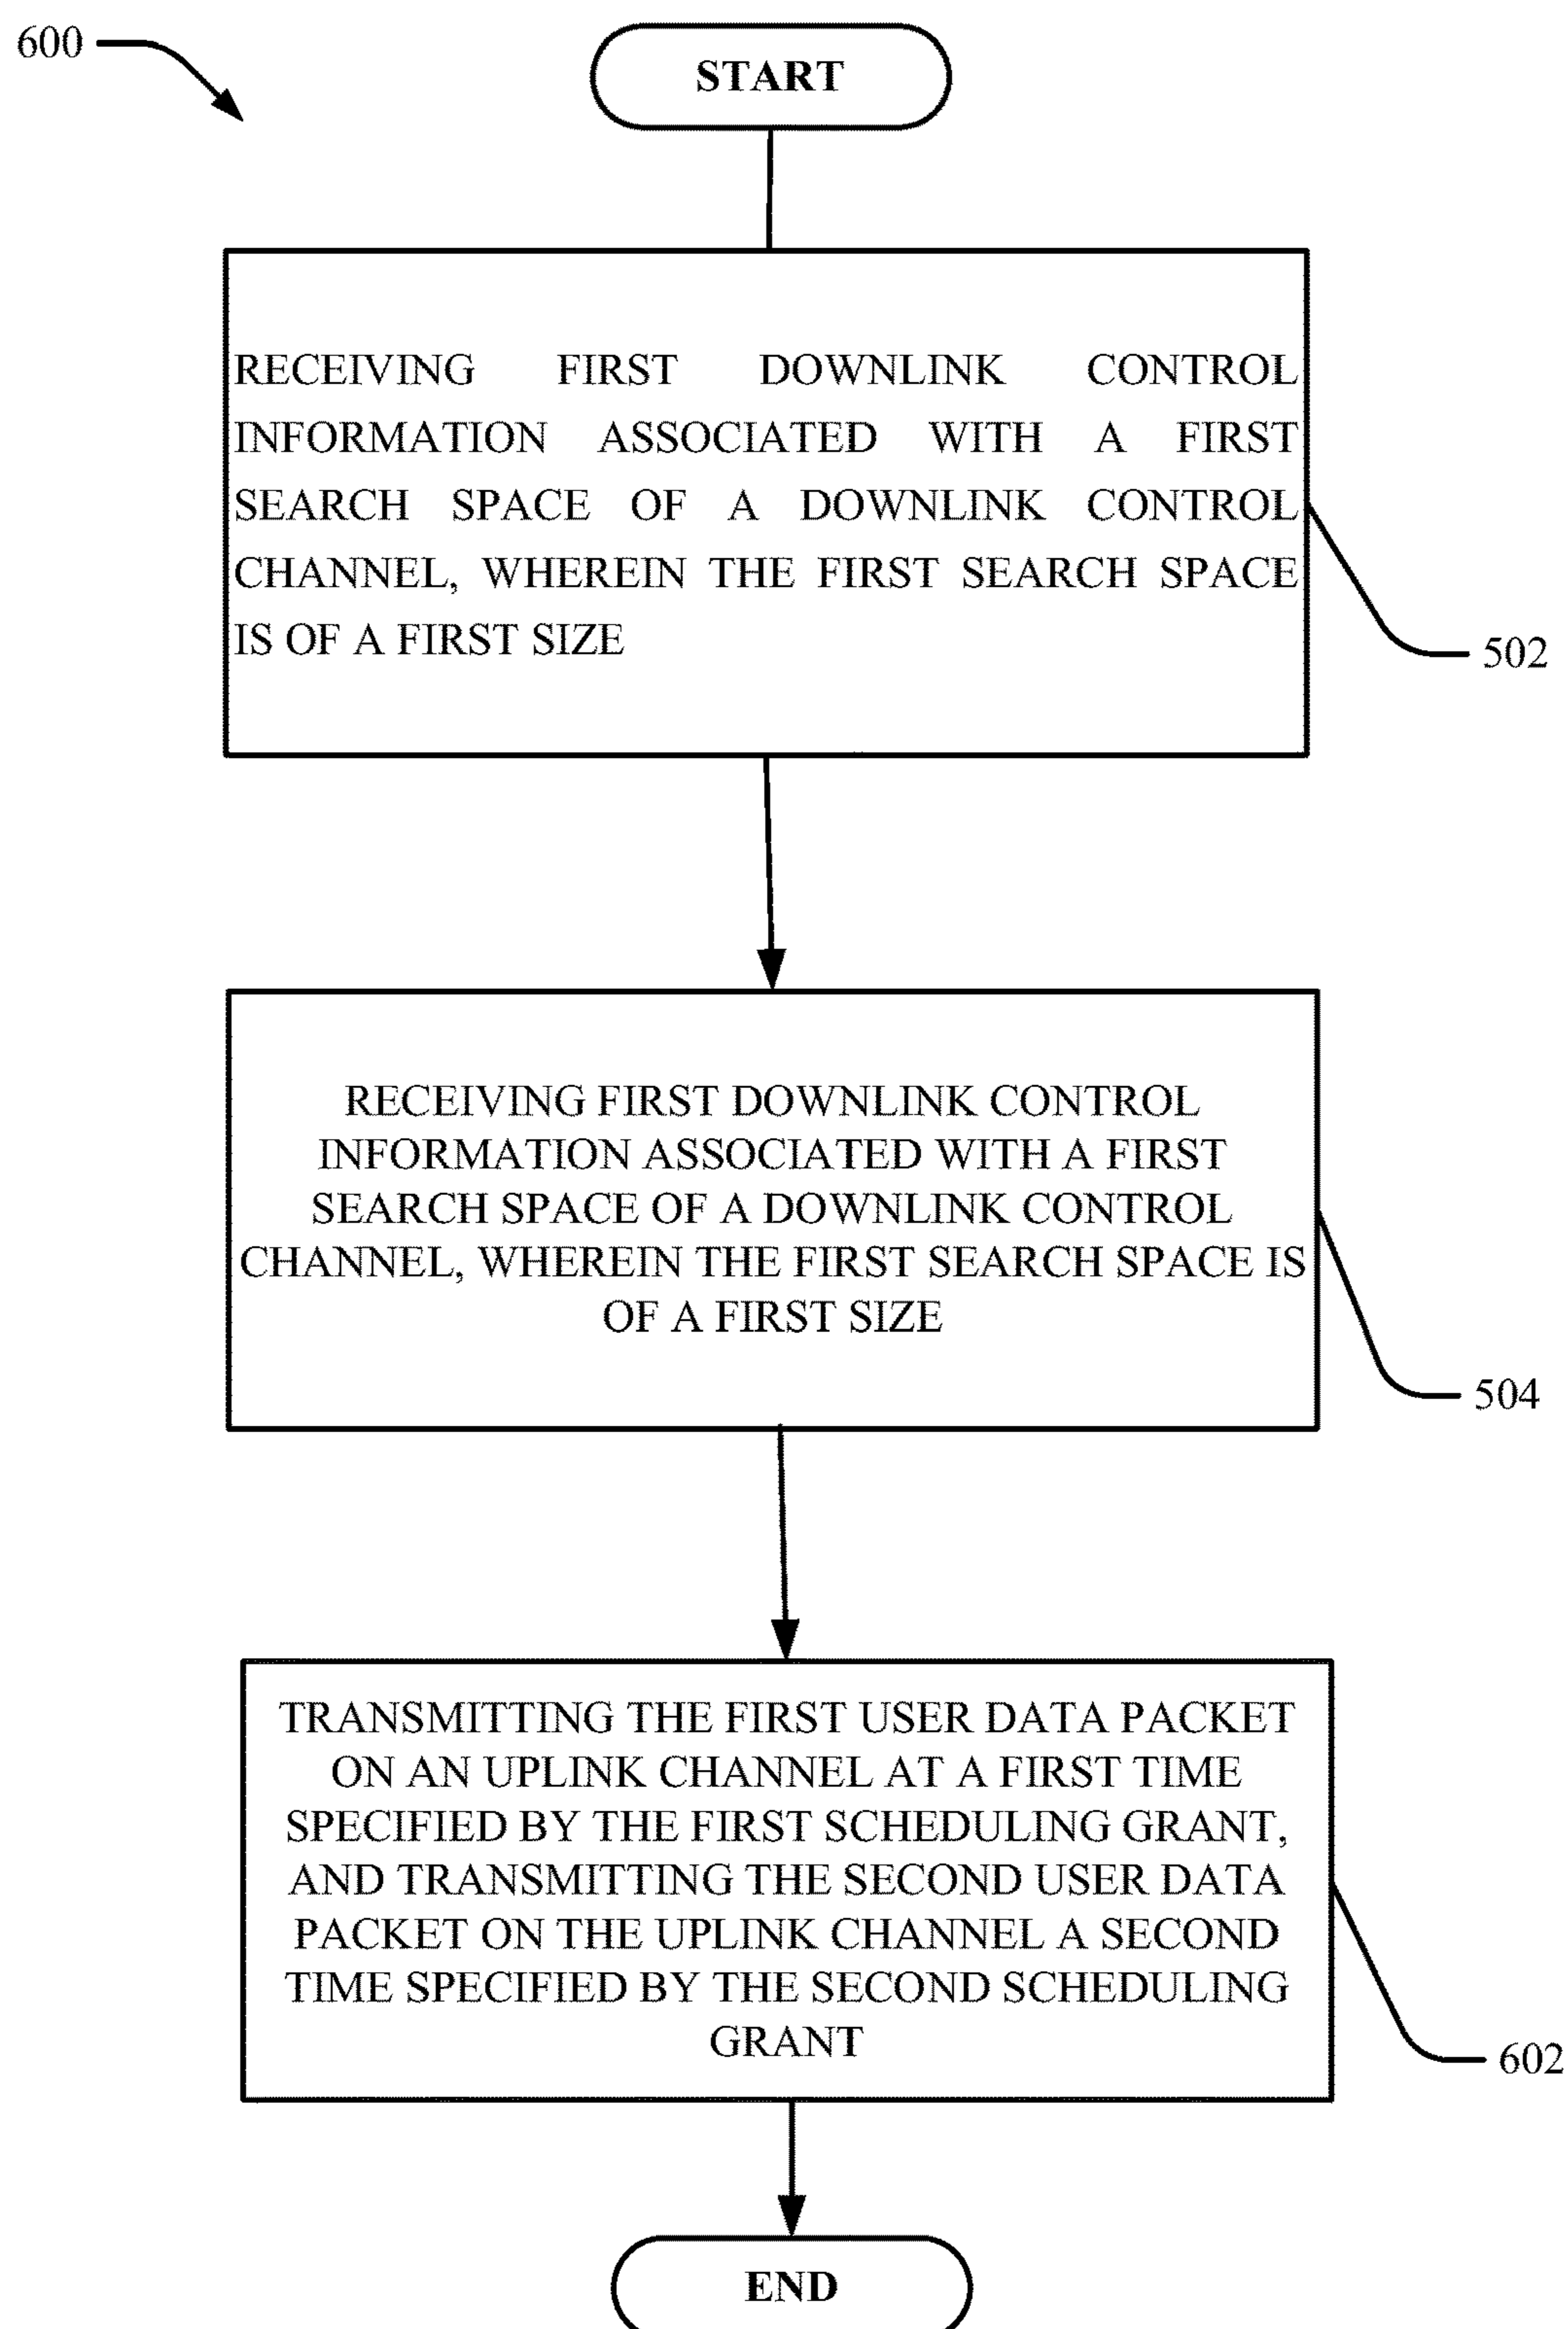 600
START
RECEIVING FIRST DOWNLINK CONTROL
INFORMATION ASSOCIATED WITH A FIRST
SEARCH SPACE OF A DOWNLINK CONTROL
CHANNEL, WHEREIN THE FIRST SEARCH SPACE
IS OF A FIRST SIZE
502
RECEIVING FIRST DOWNLINK CONTROL
INFORMATION ASSOCIATED WITH A FIRST
SEARCH SPACE OF A DOWNLINK CONTROL
CHANNEL, WHEREIN THE FIRST SEARCH SPACE IS
OF A FIRST SIZE
504
TRANSMITTING THE FIRST USER DATA PACKET
ON AN UPLINK CHANNEL AT A FIRST TIME
SPECIFIED BY THE FIRST SCHEDULING GRANT,
AND TRANSMITTING THE SECOND USER DATA
PACKET ON THE UPLINK CHANNEL A SECOND
TIME SPECIFIED BY THE SECOND SCHEDULING
GRANT
602
END